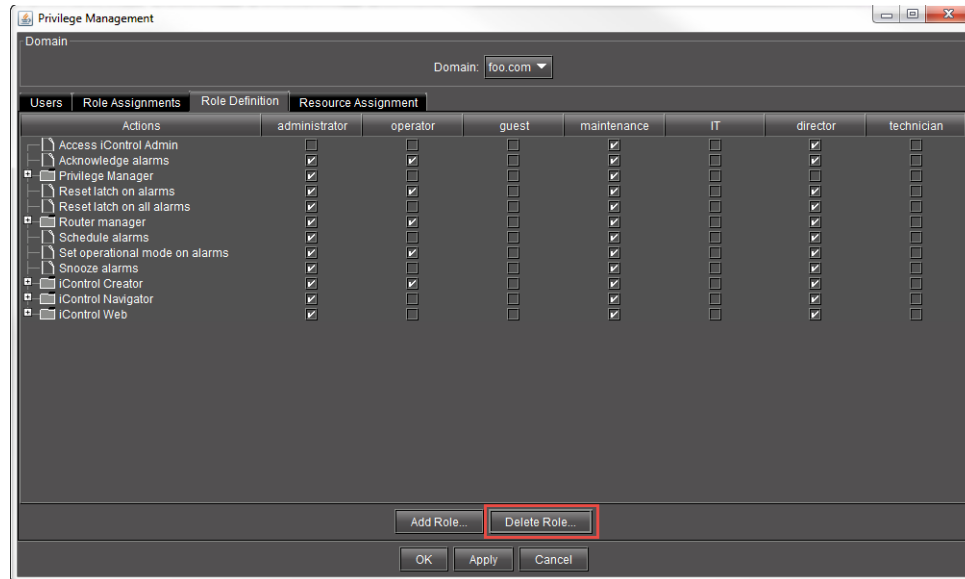 Privilege Management
Domain
Domain: foo.com
Users Role Assignments Role Definition Resource Assignment
Actions administrator operator guest maintenance IT director technician
Access iControl Admin
Acknowledge alarms
Privilege Manager
Reset latch on alarms
Reset latch on all alarms
Router manager
Schedule alarms
Set operational mode on alarms
Snooze alarms
iControl Creator
iControl Navigator
iControl Web
Add Role... Delete Role...
OK Apply Cancel